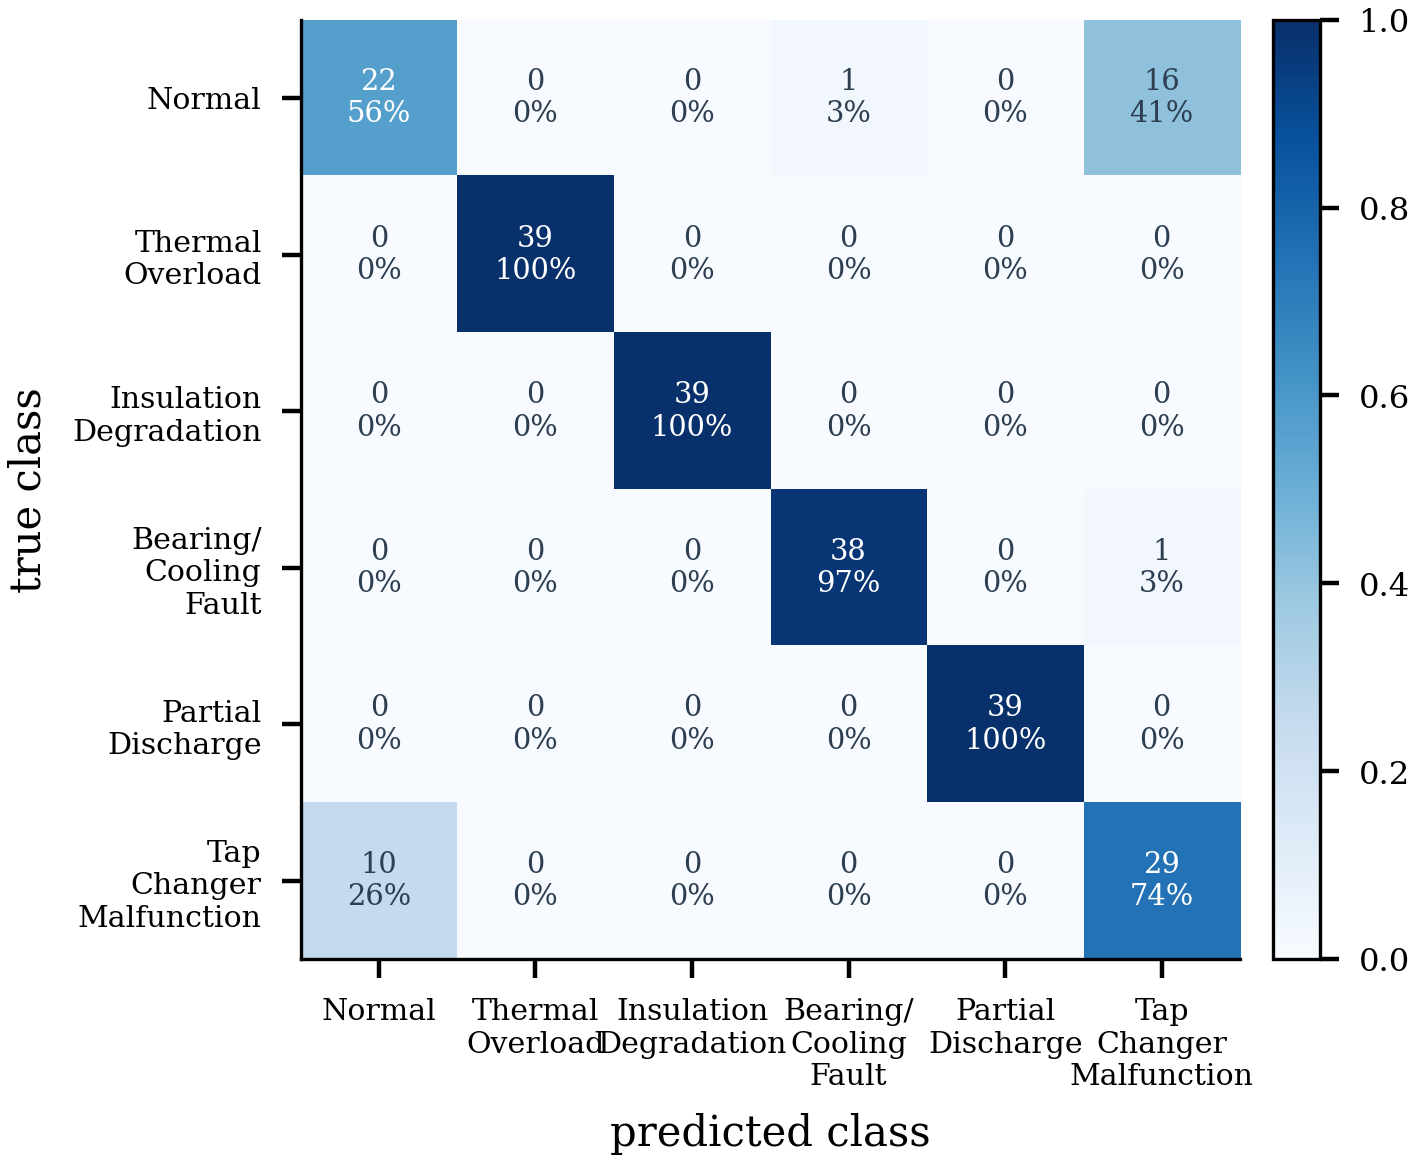 22 0 0 1 0 16
56% 0% 0% 3% 0% 41%
Normal
0 39 0 0 0 0
0% 100% 0% 0% 0% 0%
Thermal
Overload
0 0 39 0 0 0
0% 0% 100% 0% 0% 0%
Insulation
Degradation
0 0 0 38 0 1
0% 0% 0% 97% 0% 3%
Bearing/
Cooling
Fault
0 0 0 0 39 0
0% 0% 0% 0% 100% 0%
Partial
Discharge
10 0 0 0 0 29
26% 0% 0% 0% 0% 74%
Tap
Changer
Malfunction
true class
Normal
Thermal
Overload
Insulation
Degradation
Bearing/
Cooling
Fault
Partial
Discharge
Tap
Changer
Malfunction
predicted class
1.0
0.8
0.6
0.4
0.2
0.0